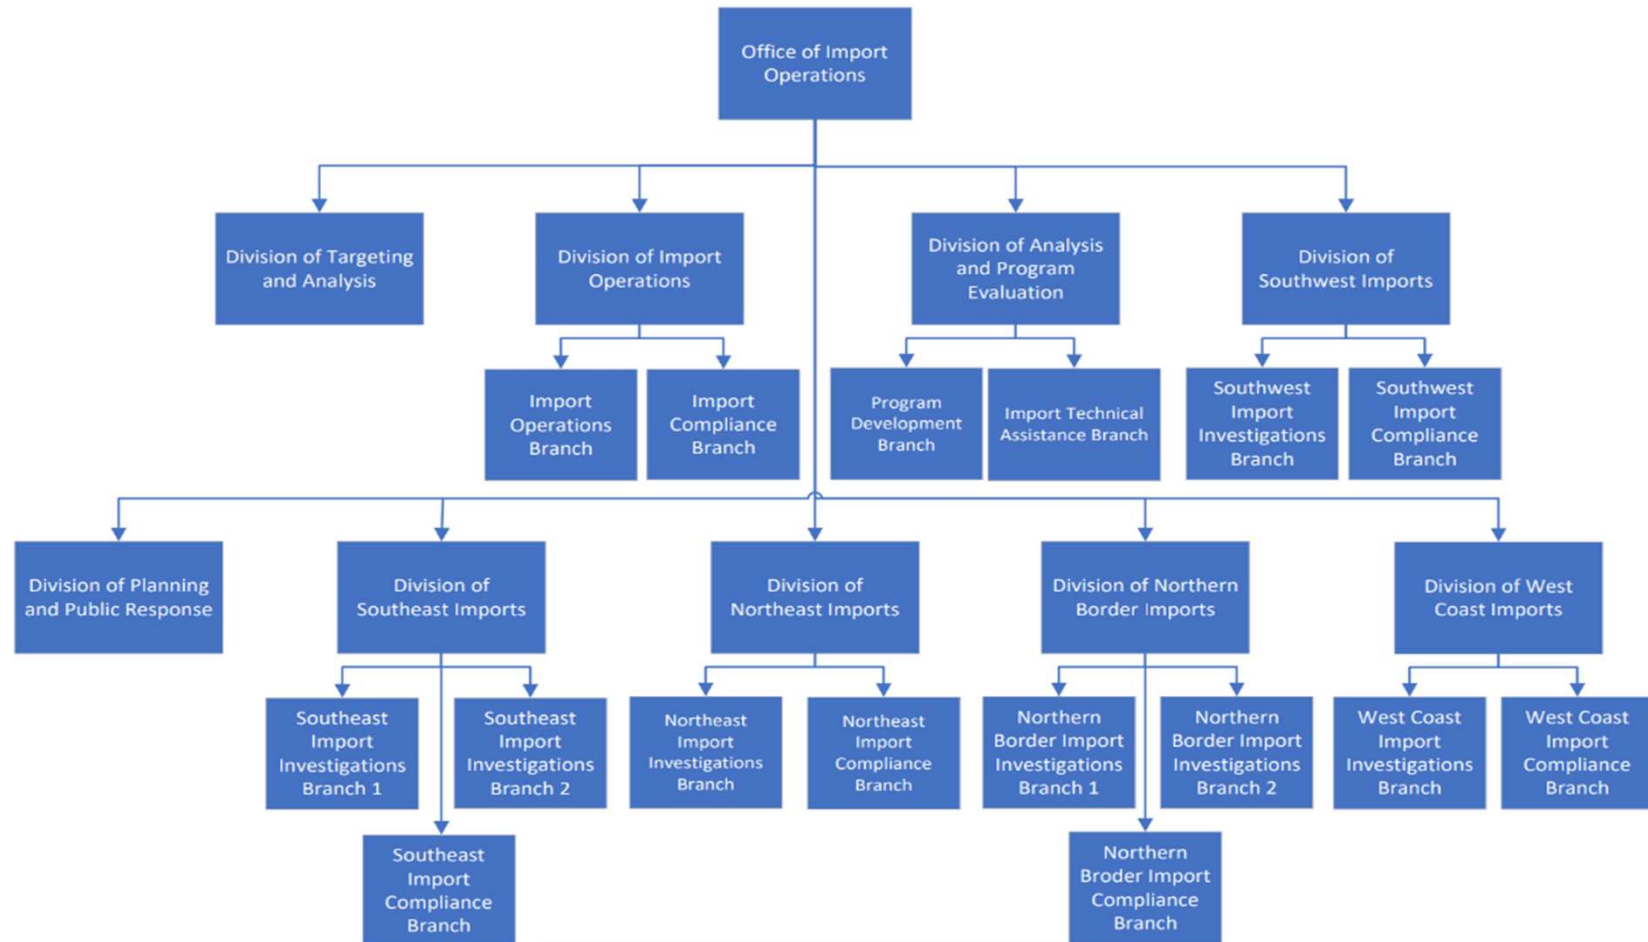 Office of Import
Operations
Division of Targeting
and Analysis
Division of Import
Operations
Division of Analysis
and Program
Evaluation
Division of
Southwest Imports
Import
Operations
Branch
Import
Compliance
Branch
Program
Development
Branch
Import Technical
Assistance Branch
Southwest
Import
Investigations
Branch
Southwest
Import
Compliance
Branch
Division of Planning
and Public Response
Division of
Southeast Imports
Division of
Northeast Imports
Division of Northern
Border Imports
Division of West
Coast Imports
Southeast
Import
Investigations
Branch 1
Southeast
Import
Investigations
Branch 2
Northeast
Import
Investigations
Branch
Northeast
Import
Compliance
Branch
Northern
Border Import
Investigations
Branch 1
Northern
Border Import
Investigations
Branch 2
West Coast
Import
Investigations
Branch
West Coast
Import
Compliance
Branch
Southeast
Import
Compliance
Branch
Northern
Broder Import
Compliance
Branch